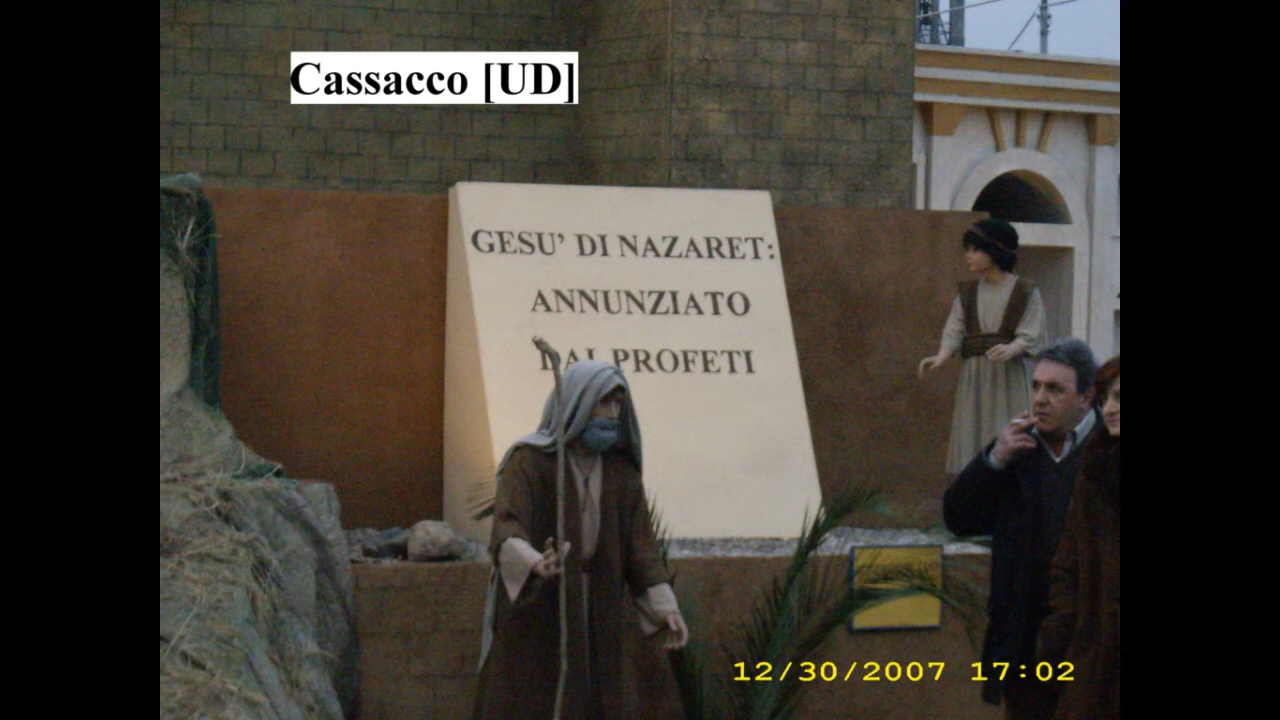 Cassacco [UD]
GESU' DI NAZARET:
ANNUNZIATO
DAI PROFETI
12/30/2007 17:02